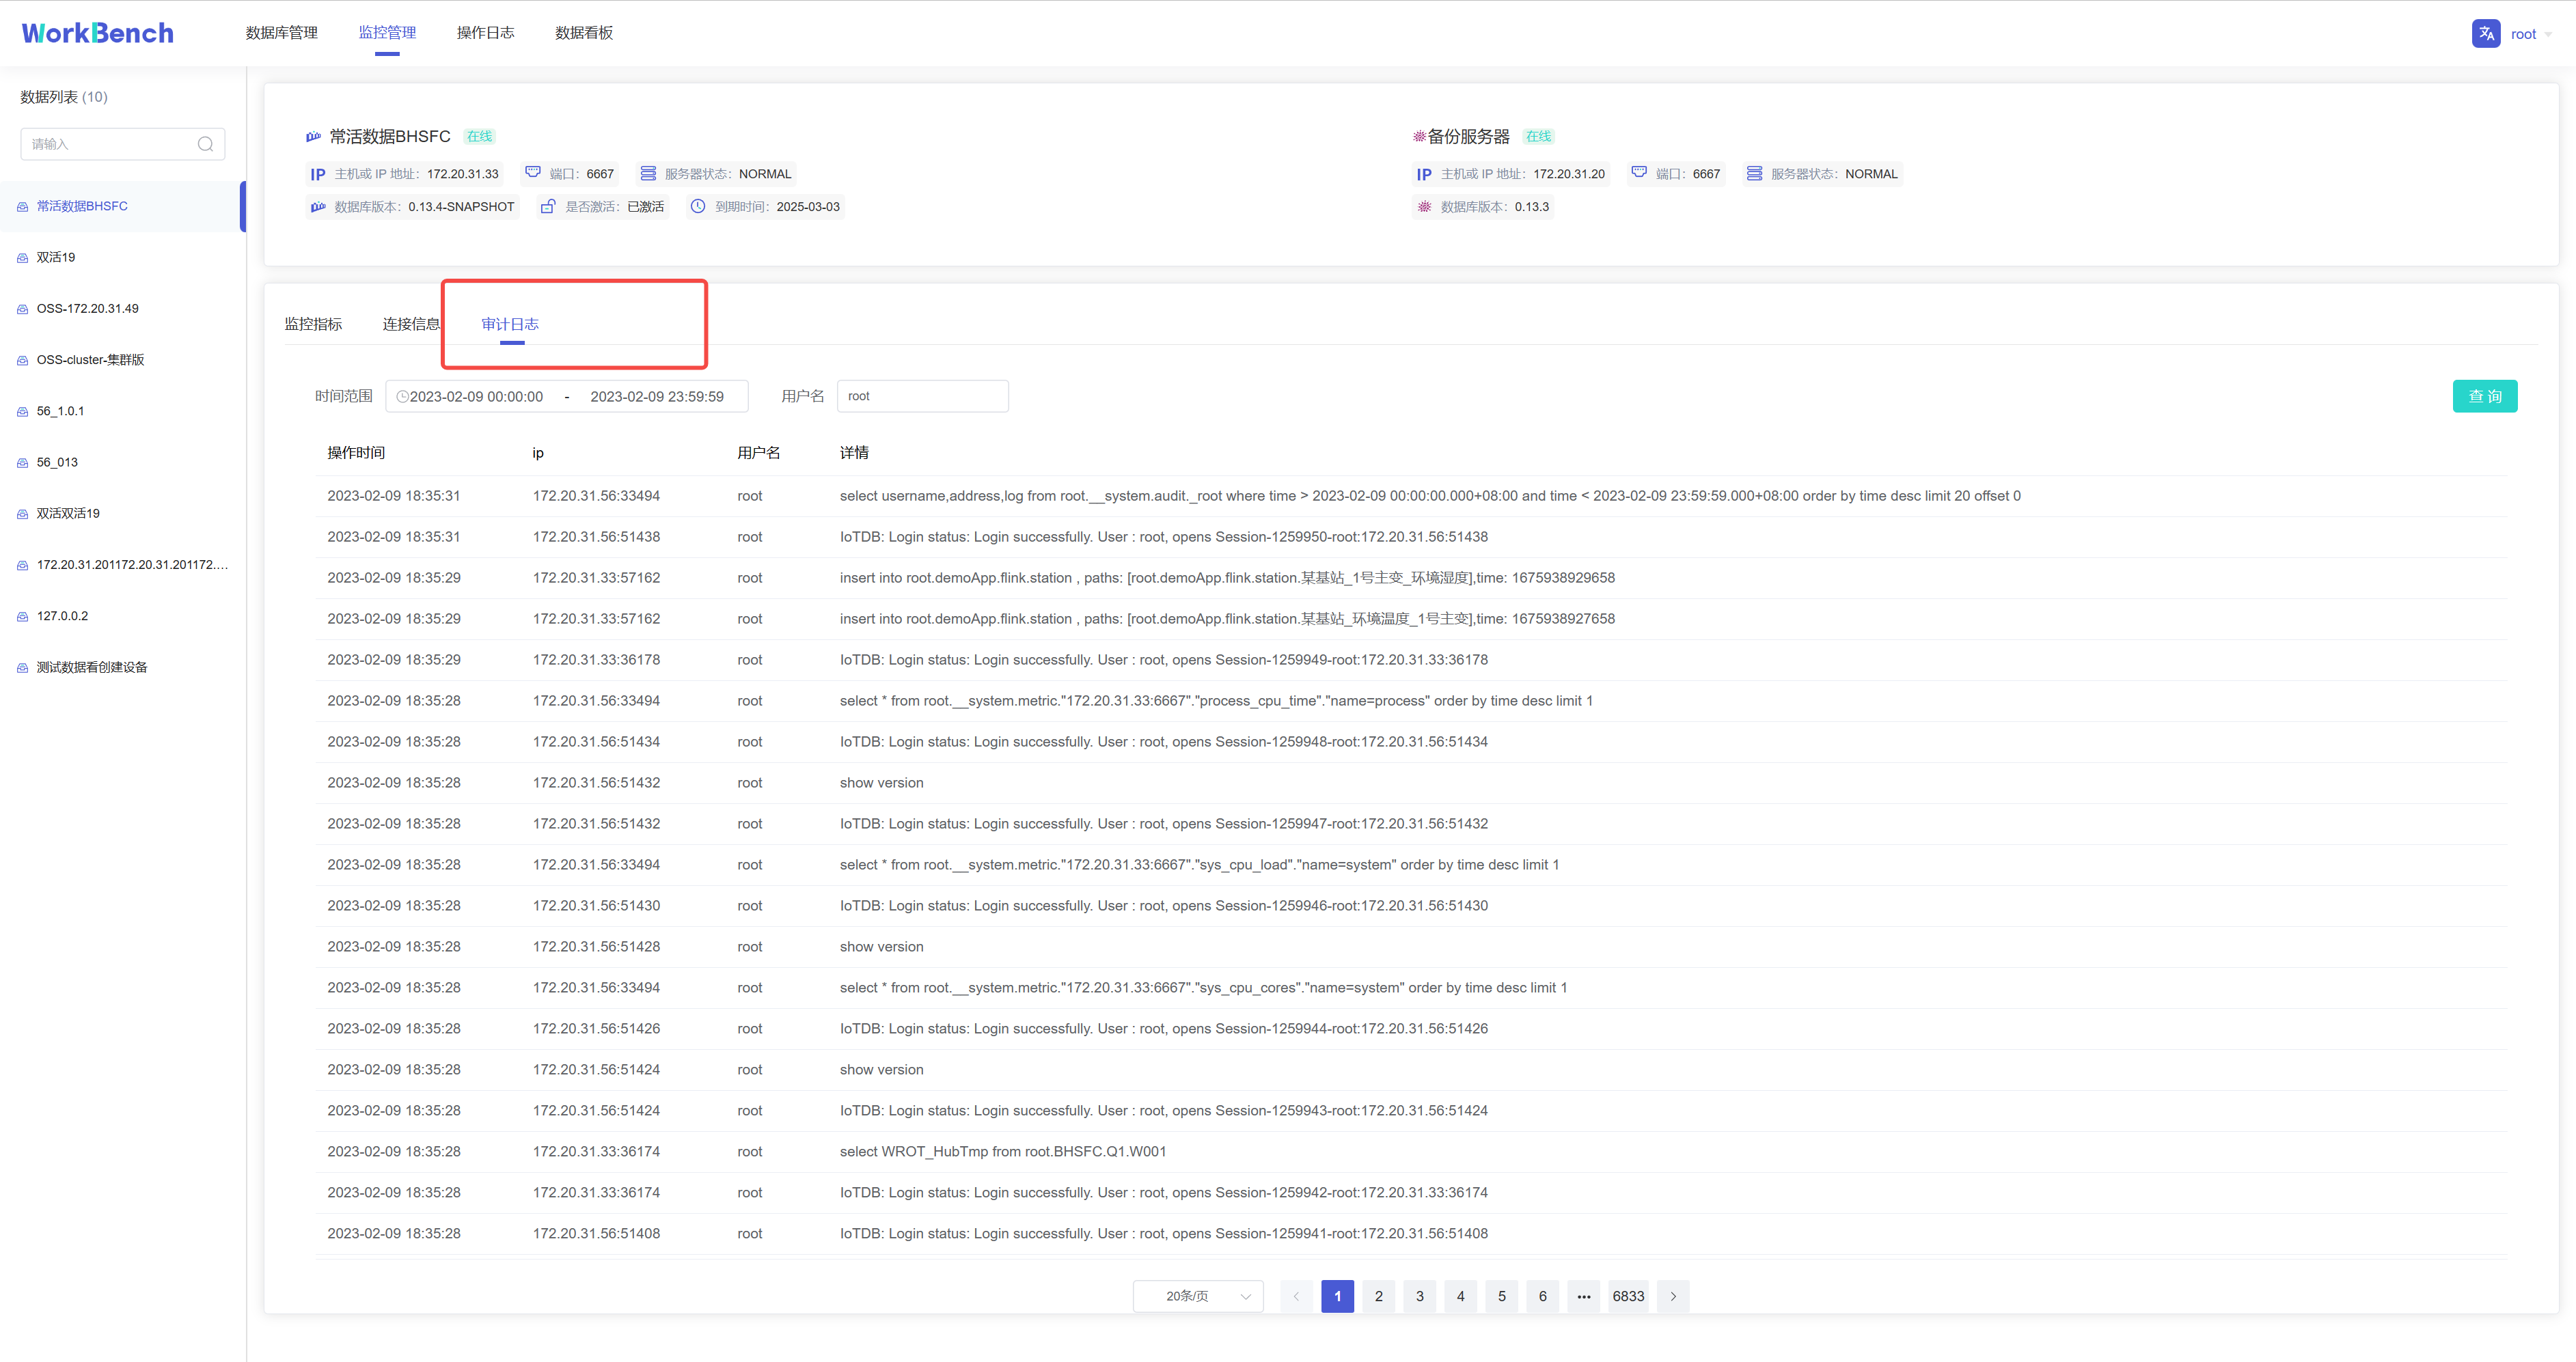 WorkBench 数据库管理 监控管理 操作日志 数据看板 root
数据列表 (10)
请输入
常活数据BHSFC
双活19
OSS-172.20.31.49
OSS-cluster-集群版
56_1.0.1
56_013
双活双活19
172.20.31.201172.20.31.201172....
127.0.0.2
测试数据看创建设备
常活数据BHSFC 在线
IP 主机或 IP 地址: 172.20.31.33 端口: 6667 服务器状态: NORMAL
数据库版本: 0.13.4-SNAPSHOT 是否激活: 已激活 到期时间: 2025-03-03
备份服务器 在线
IP 主机或 IP 地址: 172.20.31.20 端口: 6667 服务器状态: NORMAL
数据库版本: 0.13.3
监控指标 连接信息 审计日志
时间范围 2023-02-09 00:00:00 - 2023-02-09 23:59:59 用户名 root 查 询
操作时间 ip 用户名 详情
2023-02-09 18:35:31 172.20.31.56:33494 root select username,address,log from root.__system.audit._root where time > 2023-02-09 00:00:00.000+08:00 and time < 2023-02-09 23:59:59.000+08:00 order by time desc limit 20 offset 0
2023-02-09 18:35:31 172.20.31.56:51438 root IoTDB: Login status: Login successfully. User : root, opens Session-1259950-root:172.20.31.56:51438
2023-02-09 18:35:29 172.20.31.33:57162 root insert into root.demoApp.flink.station , paths: [root.demoApp.flink.station.某基站_1号主变_环境湿度],time: 1675938929658
2023-02-09 18:35:29 172.20.31.33:57162 root insert into root.demoApp.flink.station , paths: [root.demoApp.flink.station.某基站_环境温度_1号主变],time: 1675938927658
2023-02-09 18:35:29 172.20.31.33:36178 root IoTDB: Login status: Login successfully. User : root, opens Session-1259949-root:172.20.31.33:36178
2023-02-09 18:35:28 172.20.31.56:33494 root select * from root.__system.metric."172.20.31.33:6667"."process_cpu_time"."name=process" order by time desc limit 1
2023-02-09 18:35:28 172.20.31.56:51434 root IoTDB: Login status: Login successfully. User : root, opens Session-1259948-root:172.20.31.56:51434
2023-02-09 18:35:28 172.20.31.56:51432 root show version
2023-02-09 18:35:28 172.20.31.56:51432 root IoTDB: Login status: Login successfully. User : root, opens Session-1259947-root:172.20.31.56:51432
2023-02-09 18:35:28 172.20.31.56:33494 root select * from root.__system.metric."172.20.31.33:6667"."sys_cpu_load"."name=system" order by time desc limit 1
2023-02-09 18:35:28 172.20.31.56:51430 root IoTDB: Login status: Login successfully. User : root, opens Session-1259946-root:172.20.31.56:51430
2023-02-09 18:35:28 172.20.31.56:51428 root show version
2023-02-09 18:35:28 172.20.31.56:33494 root select * from root.__system.metric."172.20.31.33:6667"."sys_cpu_cores"."name=system" order by time desc limit 1
2023-02-09 18:35:28 172.20.31.56:51426 root IoTDB: Login status: Login successfully. User : root, opens Session-1259944-root:172.20.31.56:51426
2023-02-09 18:35:28 172.20.31.56:51424 root show version
2023-02-09 18:35:28 172.20.31.56:51424 root IoTDB: Login status: Login successfully. User : root, opens Session-1259943-root:172.20.31.56:51424
2023-02-09 18:35:28 172.20.31.33:36174 root select WROT_HubTmp from root.BHSFC.Q1.W001
2023-02-09 18:35:28 172.20.31.33:36174 root IoTDB: Login status: Login successfully. User : root, opens Session-1259942-root:172.20.31.33:36174
2023-02-09 18:35:28 172.20.31.56:51408 root IoTDB: Login status: Login successfully. User : root, opens Session-1259941-root:172.20.31.56:51408
20条/页 1 2 3 4 5 6 ••• 6833